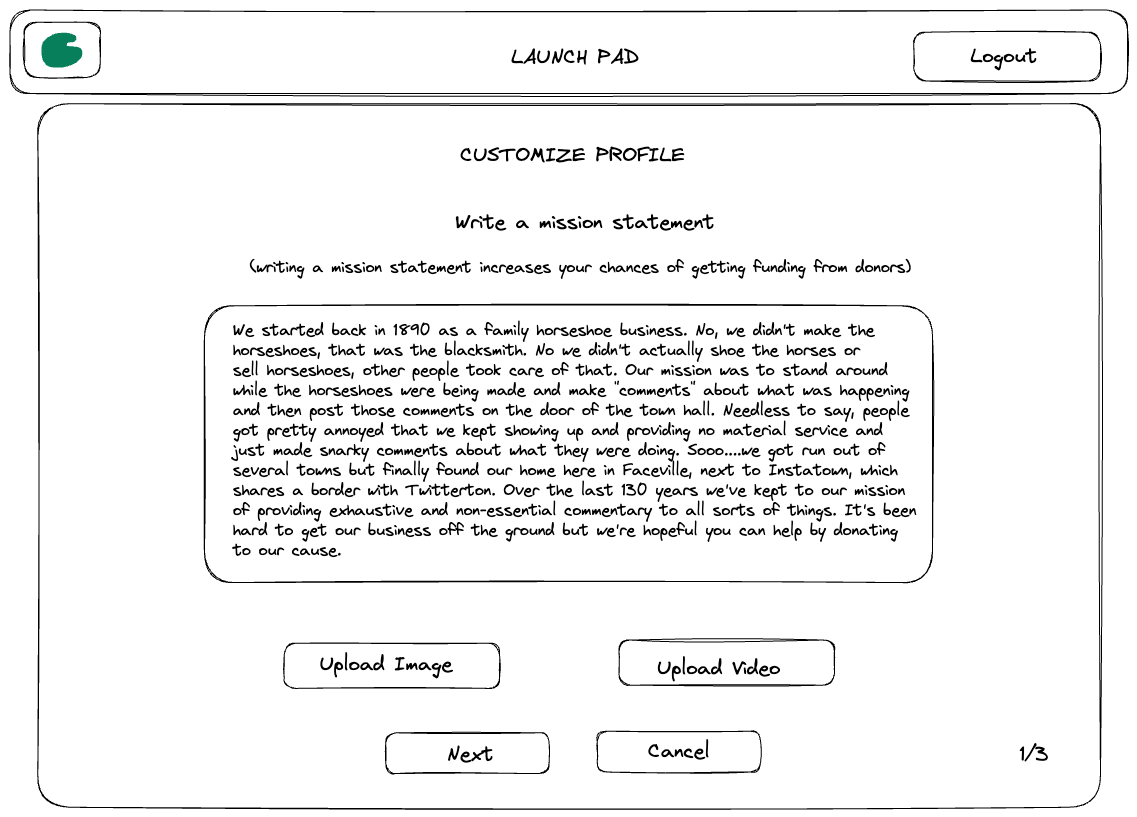 LAUNCH PAD
Logout
CUSTOMIZE PROFILE
Write a mission statement
(writing a mission statement increases your chances of getting funding from donors)
We started back in 1890 as a family horseshoe business. No, we didn't make the
horseshoes, that was the blacksmith. No we didn't actually shoe the horses or
sell horseshoes, other people took care of that. Our mission was to stand around
while the horseshoes were being made and make "comments" about what was happening
and then post those comments on the door of the town hall. Needless to say, people
got pretty annoyed that we kept showing up and providing no material service and
just made snarky comments about what they were doing. Sooo....we got run out of
several towns but finally found our home here in Faceville, next to Instatown, which
shares a border with Twitterton. Over the last 130 years we've kept to our mission
of providing exhaustive and non-essential commentary to all sorts of things. It's been
hard to get our business off the ground but we're hopeful you can help by donating
to our cause.
Upload Image
Upload Video
Next
Cancel
1/3